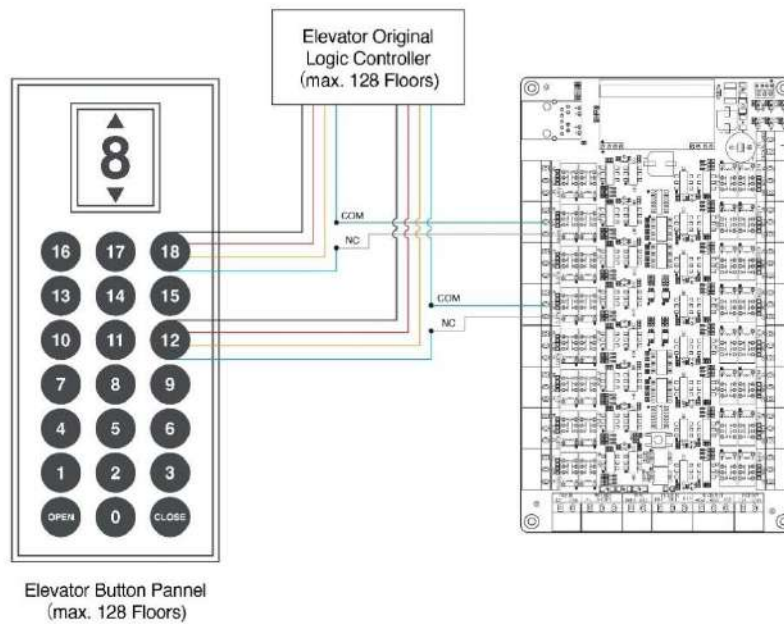 Elevator Original
Logic Controller
(max. 128 Floors)
8
COM
NC
16 17 18
13 14 15
COM
NC
10 11 12
7 8 9
4 5 6
1 2 3
OPEN 0 CLOSE
Elevator Button Pannel
(max. 128 Floors)